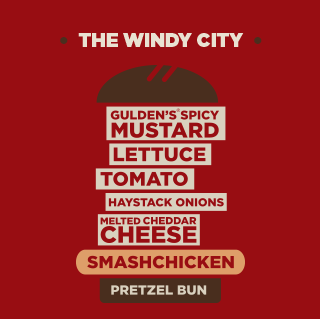 THE WINDY CITY
GULDEN'S® SPICY
MUSTARD
LETTUCE
TOMATO
HAYSTACK ONIONS
MELTED CHEDDAR
CHEESE
SMASHCHICKEN
PRETZEL BUN